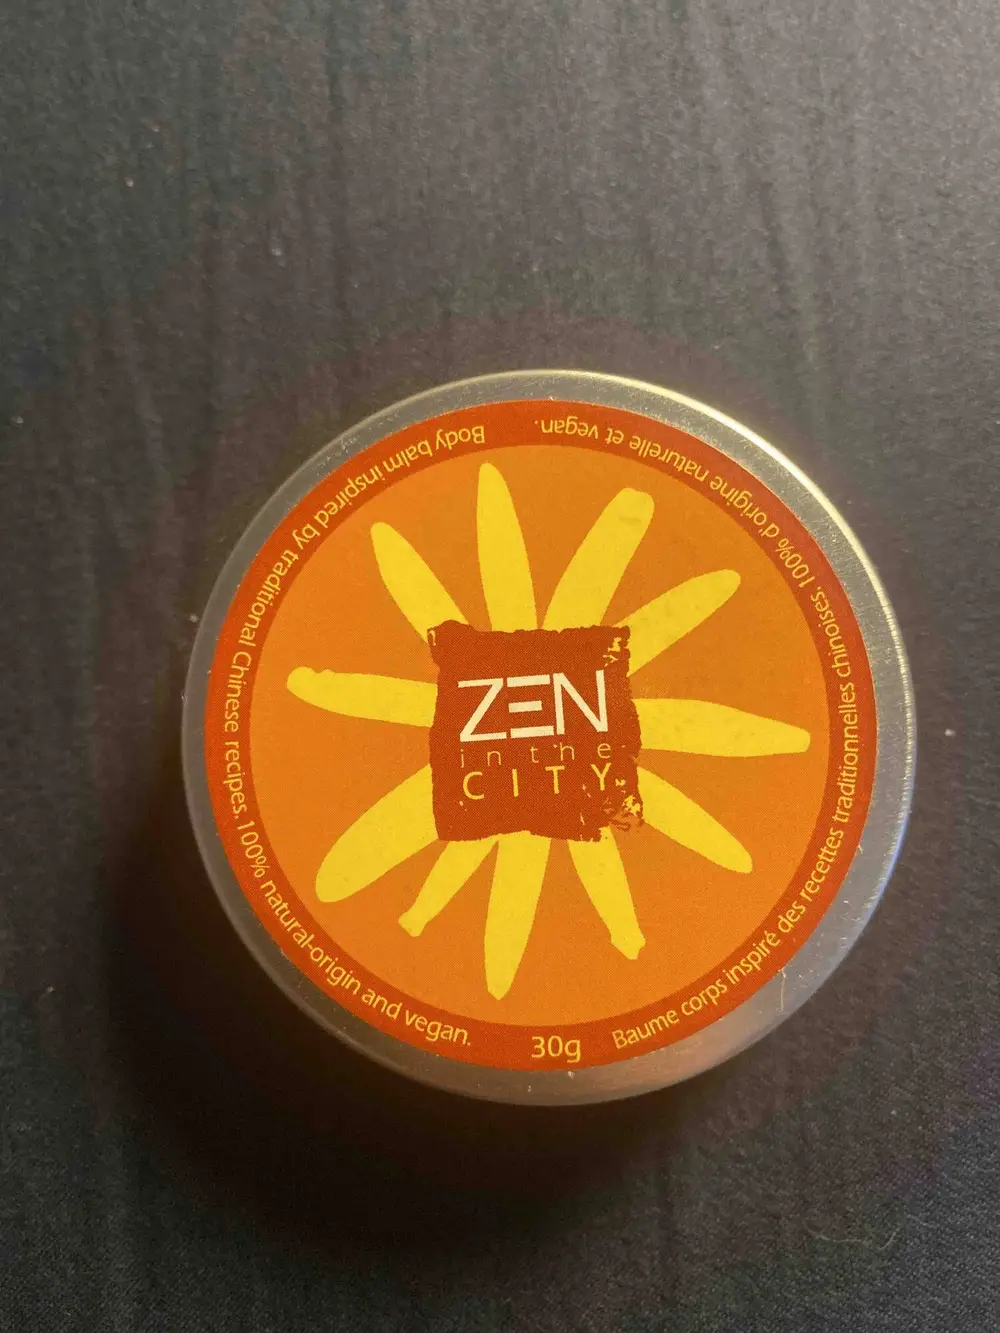 ZEN
in the
CITY
Body balm inspired by traditional Chinese recipes. 100% natural-origin and vegan.
30g
Baume corps inspiré des recettes traditionnelles chinoises. 100% d'origine naturelle et vegan.